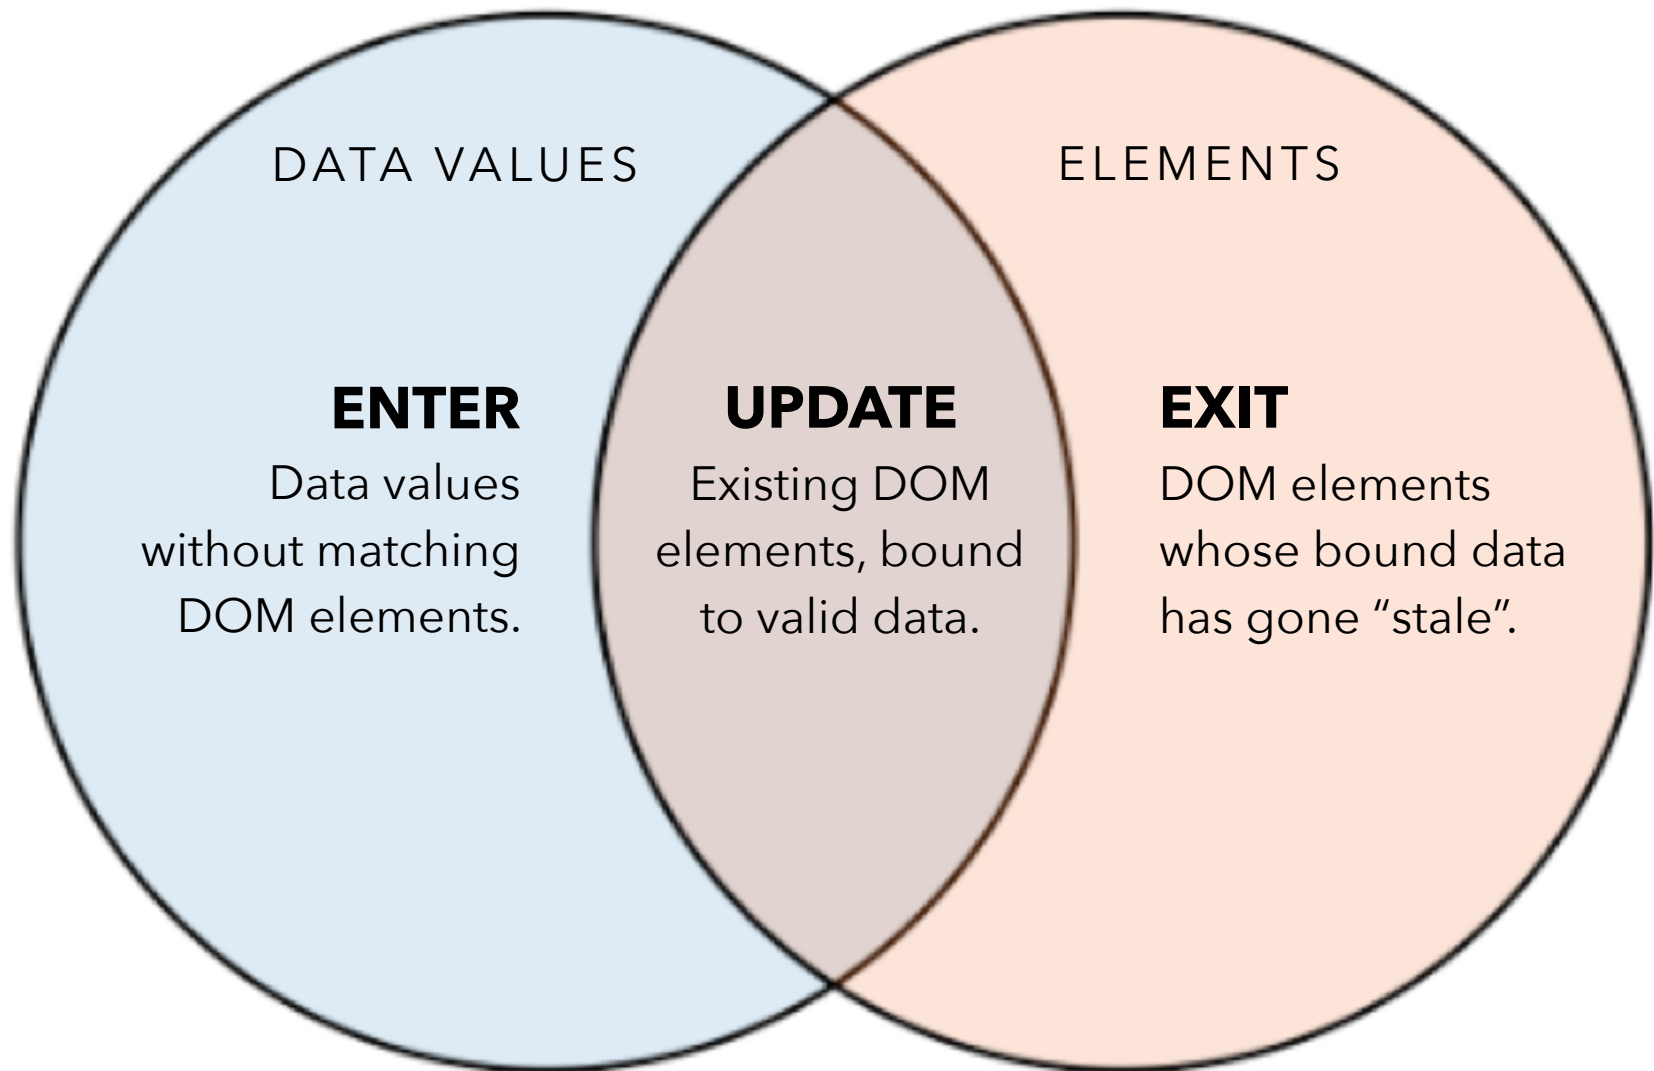 DATA VALUES
ELEMENTS
ENTER
Data values
without matching
DOM elements.
UPDATE
Existing DOM
elements, bound
to valid data.
EXIT
DOM elements
whose bound data
has gone “stale”.